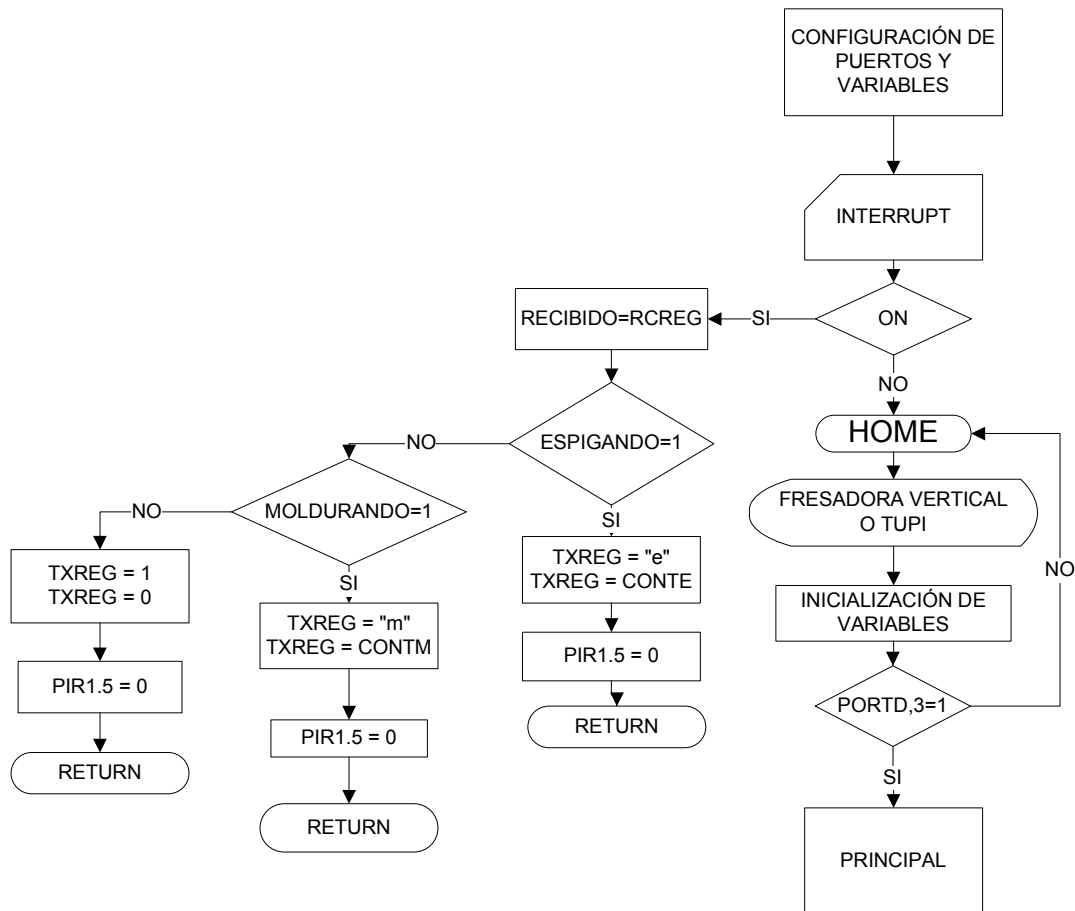 CONFIGURACIÓN DE
PUERTOS Y
VARIABLES
INTERRUPT
ON
SI
RECIBIDO=RCREG
NO
HOME
ESPIGANDO=1
NO
MOLDURANDO=1
NO
FRESADORA VERTICAL
O TUPI
SI
TXREG = "e"
TXREG = CONTE
TXREG = 1
TXREG = 0
SI
TXREG = "m"
TXREG = CONTM
NO
INICIALIZACIÓN DE
VARIABLES
PIR1.5 = 0
PIR1.5 = 0
PIR1.5 = 0
PORTD,3=1
RETURN
RETURN
RETURN
SI
PRINCIPAL